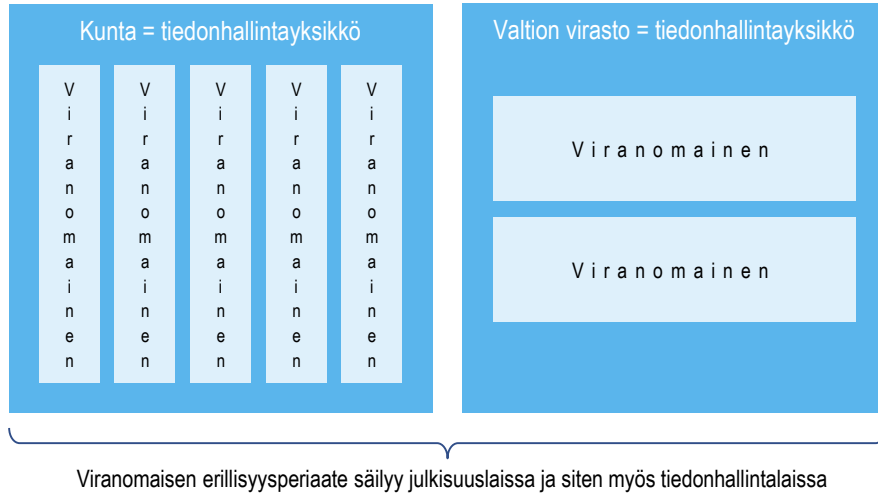 Kunta = tiedonhallintayksikkö
Viranomainen
Viranomainen
Viranomainen
Viranomainen
Viranomainen
Valtion virasto = tiedonhallintayksikkö
Viranomainen
Viranomainen
Viranomaisen erillisyysperiaate säilyy julkisuuslaissa ja siten myös tiedonhallintalaissa